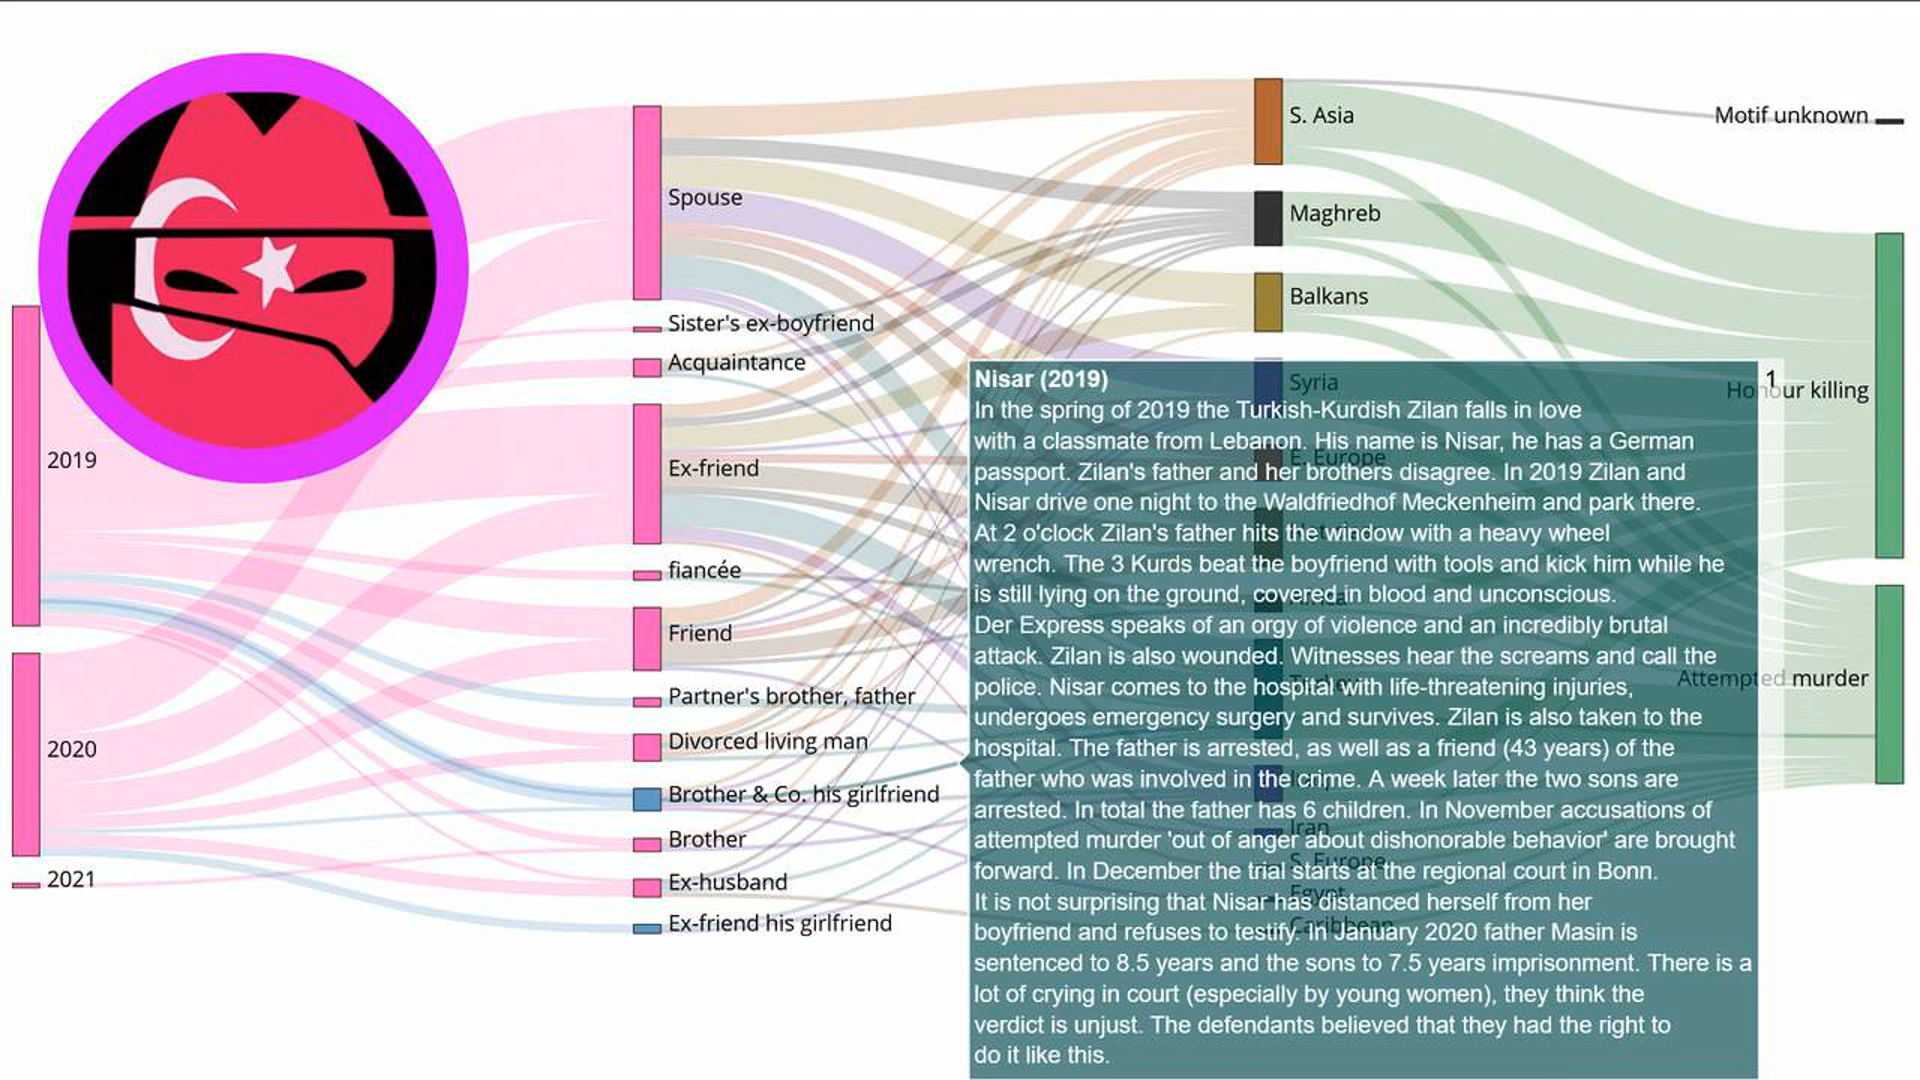 2019
2020
2021
Spouse
Sister's ex-boyfriend
Acquaintance
Ex-friend
fiancée
Friend
Partner's brother, father
Divorced living man
Brother & Co. his girlfriend
Brother
Ex-husband
Ex-friend his girlfriend
S. Asia
Maghreb
Balkans
Syria
E. Europe
Iran
S. Europe
Egypt
Caribbean
Nisar (2019)
In the spring of 2019 the Turkish-Kurdish Zilan falls in love
with a classmate from Lebanon. His name is Nisar, he has a German
passport. Zilan's father and her brothers disagree. In 2019 Zilan and
Nisar drive one night to the Waldfriedhof Meckenheim and park there.
At 2 o'clock Zilan's father hits the window with a heavy wheel
wrench. The 3 Kurds beat the boyfriend with tools and kick him while he
is still lying on the ground, covered in blood and unconscious.
Der Express speaks of an orgy of violence and an incredibly brutal
attack. Zilan is also wounded. Witnesses hear the screams and call the
police. Nisar comes to the hospital with life-threatening injuries,
undergoes emergency surgery and survives. Zilan is also taken to the
hospital. The father is arrested, as well as a friend (43 years) of the
father who was involved in the crime. A week later the two sons are
arrested. In total the father has 6 children. In November accusations of
attempted murder 'out of anger about dishonorable behavior' are brought
forward. In December the trial starts at the regional court in Bonn.
It is not surprising that Nisar has distanced herself from her
boyfriend and refuses to testify. In January 2020 father Masin is
sentenced to 8.5 years and the sons to 7.5 years imprisonment. There is a
lot of crying in court (especially by young women), they think the
verdict is unjust. The defendants believed that they had the right to
do it like this.
1
Motif unknown
Honour killing
Attempted murder